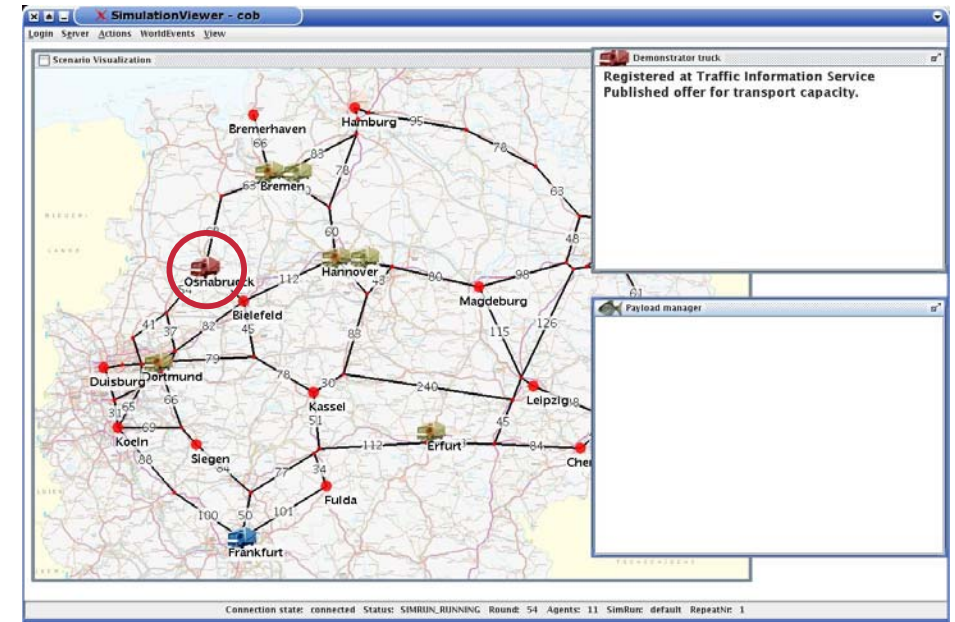 SimulationViewer - cob
Login Server Actions WorldEvents View
Scenario Visualization
Demonstrator truck
Registered at Traffic Information Service
Published offer for transport capacity.
Hamburg
95
Bremerhaven
66
83
78
78
Bremen
63
63
60
48
Osnabrueck
112
Hannover
43
80
98
Magdeburg
61
Bielefeld
41
37
82
45
83
115
126
Payload manager
79
Duisburg
Dortmund
78
30
240
Leipzig
66
Kassel
31
65
51
45
69
Koeln
Siegen
112
Erfurt
84
88
77
34
Fulda
100
50
101
Frankfurt
Connection state: connected Status: SIMRUN_RUNNING Round: 54 Agents: 11 SimRun: default RepeatNr: 1